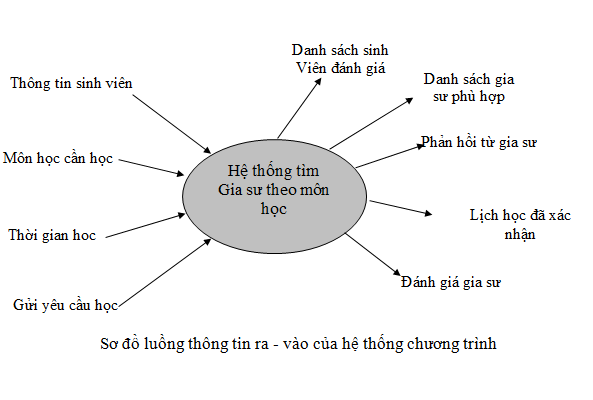 Danh sách sinh
Viên đánh giá
Thông tin sinh viên
Danh sách gia
sư phù hợp
Phản hồi từ gia sư
Môn học cần học
Hệ thống tìm
Gia sư theo môn
học
Lịch học đã xác
nhận
Thời gian hoc
Đánh giá gia sư
Gửi yêu cầu học
Sơ đồ luồng thông tin ra - vào của hệ thống chương trình